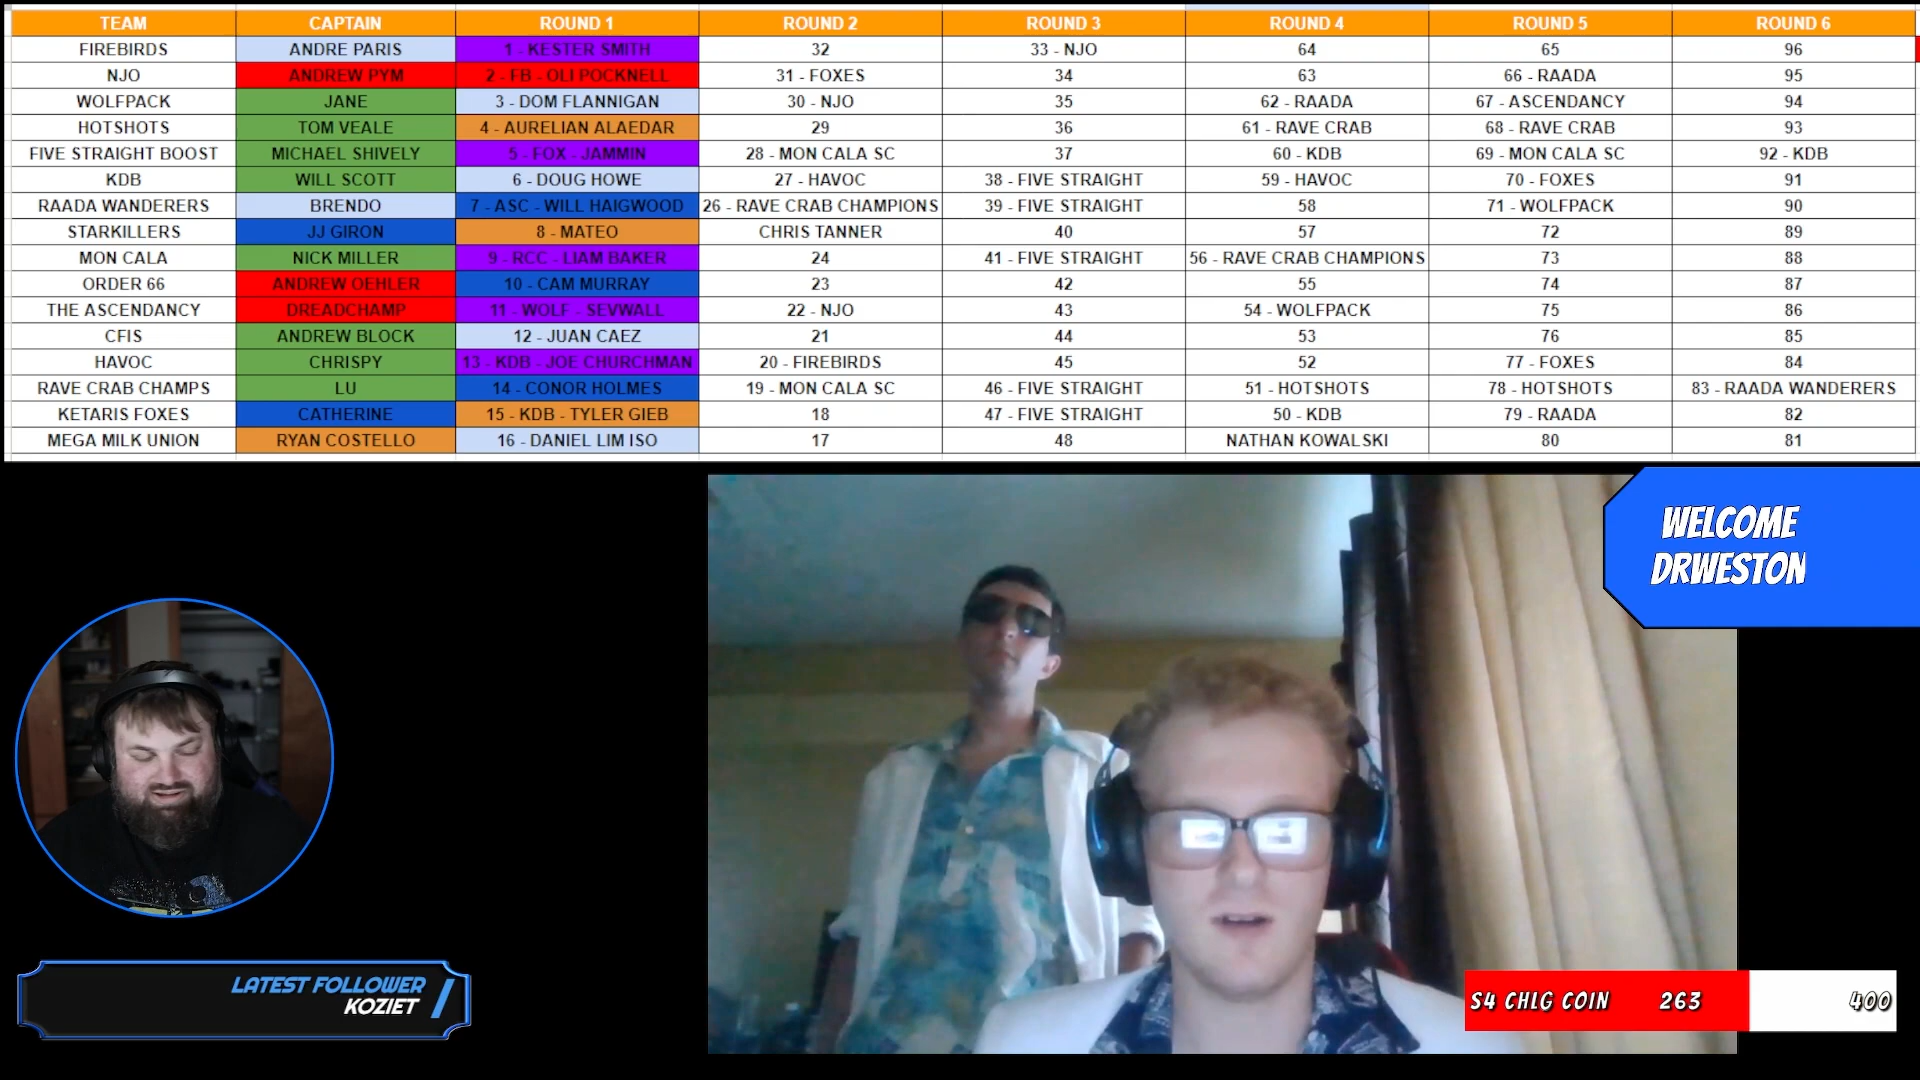 TEAM CAPTAIN ROUND 1 ROUND 2 ROUND 3 ROUND 4 ROUND 5 ROUND 6
FIREBIRDS ANDRE PARIS 1 - KESTER SMITH 32 33 - NJO 64 65 96
NJO ANDREW PYM 2 - FB - OLI POCKNELL 31 - FOXES 34 63 66 - RAADA 95
WOLFPACK JANE 3 - DOM FLANNIGAN 30 - NJO 35 62 - RAADA 67 - ASCENDANCY 94
HOTSHOTS TOM VEALE 4 - AURELIAN ALAEDAR 29 36 61 - RAVE CRAB 68 - RAVE CRAB 93
FIVE STRAIGHT BOOST MICHAEL SHIVELY 5 - FOX - JAMMIN 28 - MON CALA SC 37 60 - KDB 69 - MON CALA SC 92 - KDB
KDB WILL SCOTT 6 - DOUG HOWE 27 - HAVOC 38 - FIVE STRAIGHT 59 - HAVOC 70 - FOXES 91
RAADA WANDERERS BRENDO 7 - ASC - WILL HAIGWOOD 26 - RAVE CRAB CHAMPIONS 39 - FIVE STRAIGHT 58 71 - WOLFPACK 90
STARKILLERS JJ GIRON 8 - MATEO CHRIS TANNER 40 57 72 89
MON CALA NICK MILLER 9 - RCC - LIAM BAKER 24 41 - FIVE STRAIGHT 56 - RAVE CRAB CHAMPIONS 73 88
ORDER 66 ANDREW OEHLER 10 - CAM MURRAY 23 42 55 74 87
THE ASCENDANCY DREADCHAMP 11 - WOLF - SEVWALL 22 - NJO 43 54 - WOLFPACK 75 86
CFIS ANDREW BLOCK 12 - JUAN CAEZ 21 44 53 76 85
HAVOC CHRISPY 13 - KDB - JOE CHURCHMAN 20 - FIREBIRDS 45 52 77 - FOXES 84
RAVE CRAB CHAMPS LU 14 - CONOR HOLMES 19 - MON CALA SC 46 - FIVE STRAIGHT 51 - HOTSHOTS 78 - HOTSHOTS 83 - RAADA WANDERERS
KETARIS FOXES CATHERINE 15 - KDB - TYLER GIEB 18 47 - FIVE STRAIGHT 50 - KDB 79 - RAADA 82
MEGA MILK UNION RYAN COSTELLO 16 - DANIEL LIM ISO 17 48 NATHAN KOWALSKI 80 81
WELCOME
DRWESTON
LATEST FOLLOWER
KOZIET
S4 CHLG COIN 263 400